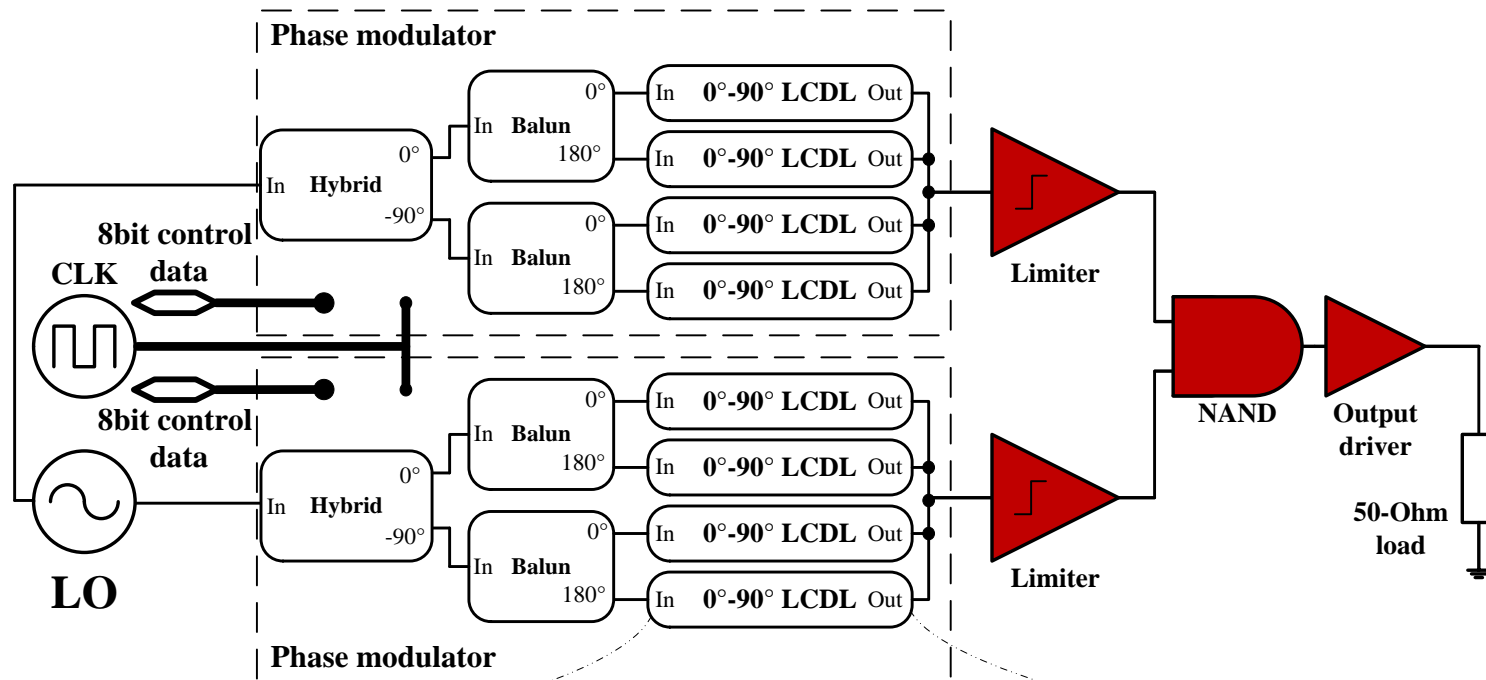 Phase modulator
0°
In Balun
180°
In 0°-90° LCDL Out
In 0°-90° LCDL Out
0°
In Hybrid
-90°
0°
In Balun
180°
In 0°-90° LCDL Out
In 0°-90° LCDL Out
Limiter
8bit control
data
CLK
8bit control
data
NAND
Output
driver
50-Ohm
load
0°
In Balun
180°
In 0°-90° LCDL Out
In 0°-90° LCDL Out
0°
In Hybrid
-90°
0°
In Balun
180°
In 0°-90° LCDL Out
In 0°-90° LCDL Out
Limiter
LO
Phase modulator